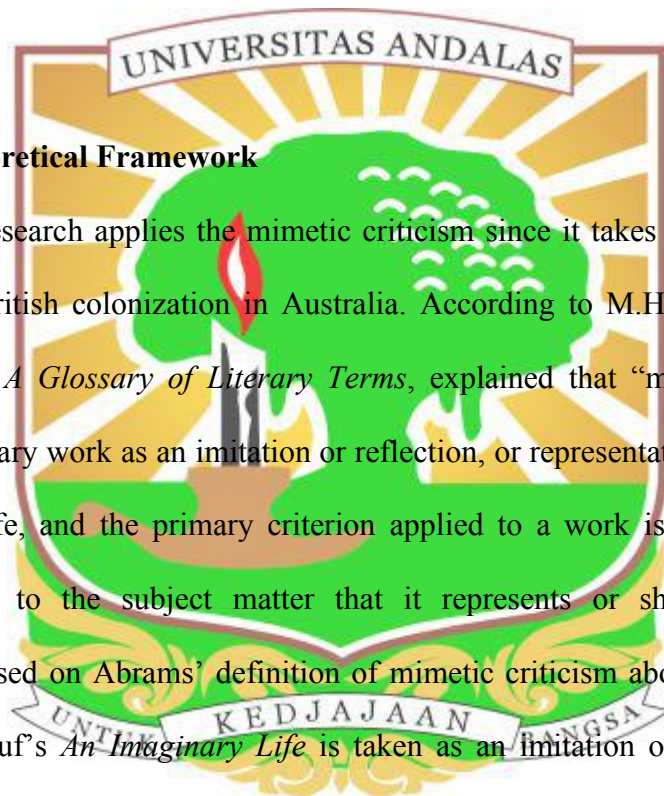 UNIVERSITAS ANDALAS
oretical Framework
esearch applies the mimetic criticism since it takes
ritish colonization in Australia. According to M.H
A Glossary of Literary Terms, explained that “m
ary work as an imitation or reflection, or representat
fe, and the primary criterion applied to a work is
to the subject matter that it represents or sh
sed on Abrams’ definition of mimetic criticism abo
UNTUK KEDJAJAAN BANGSA
uf’s An Imaginary Life is taken as an imitation o